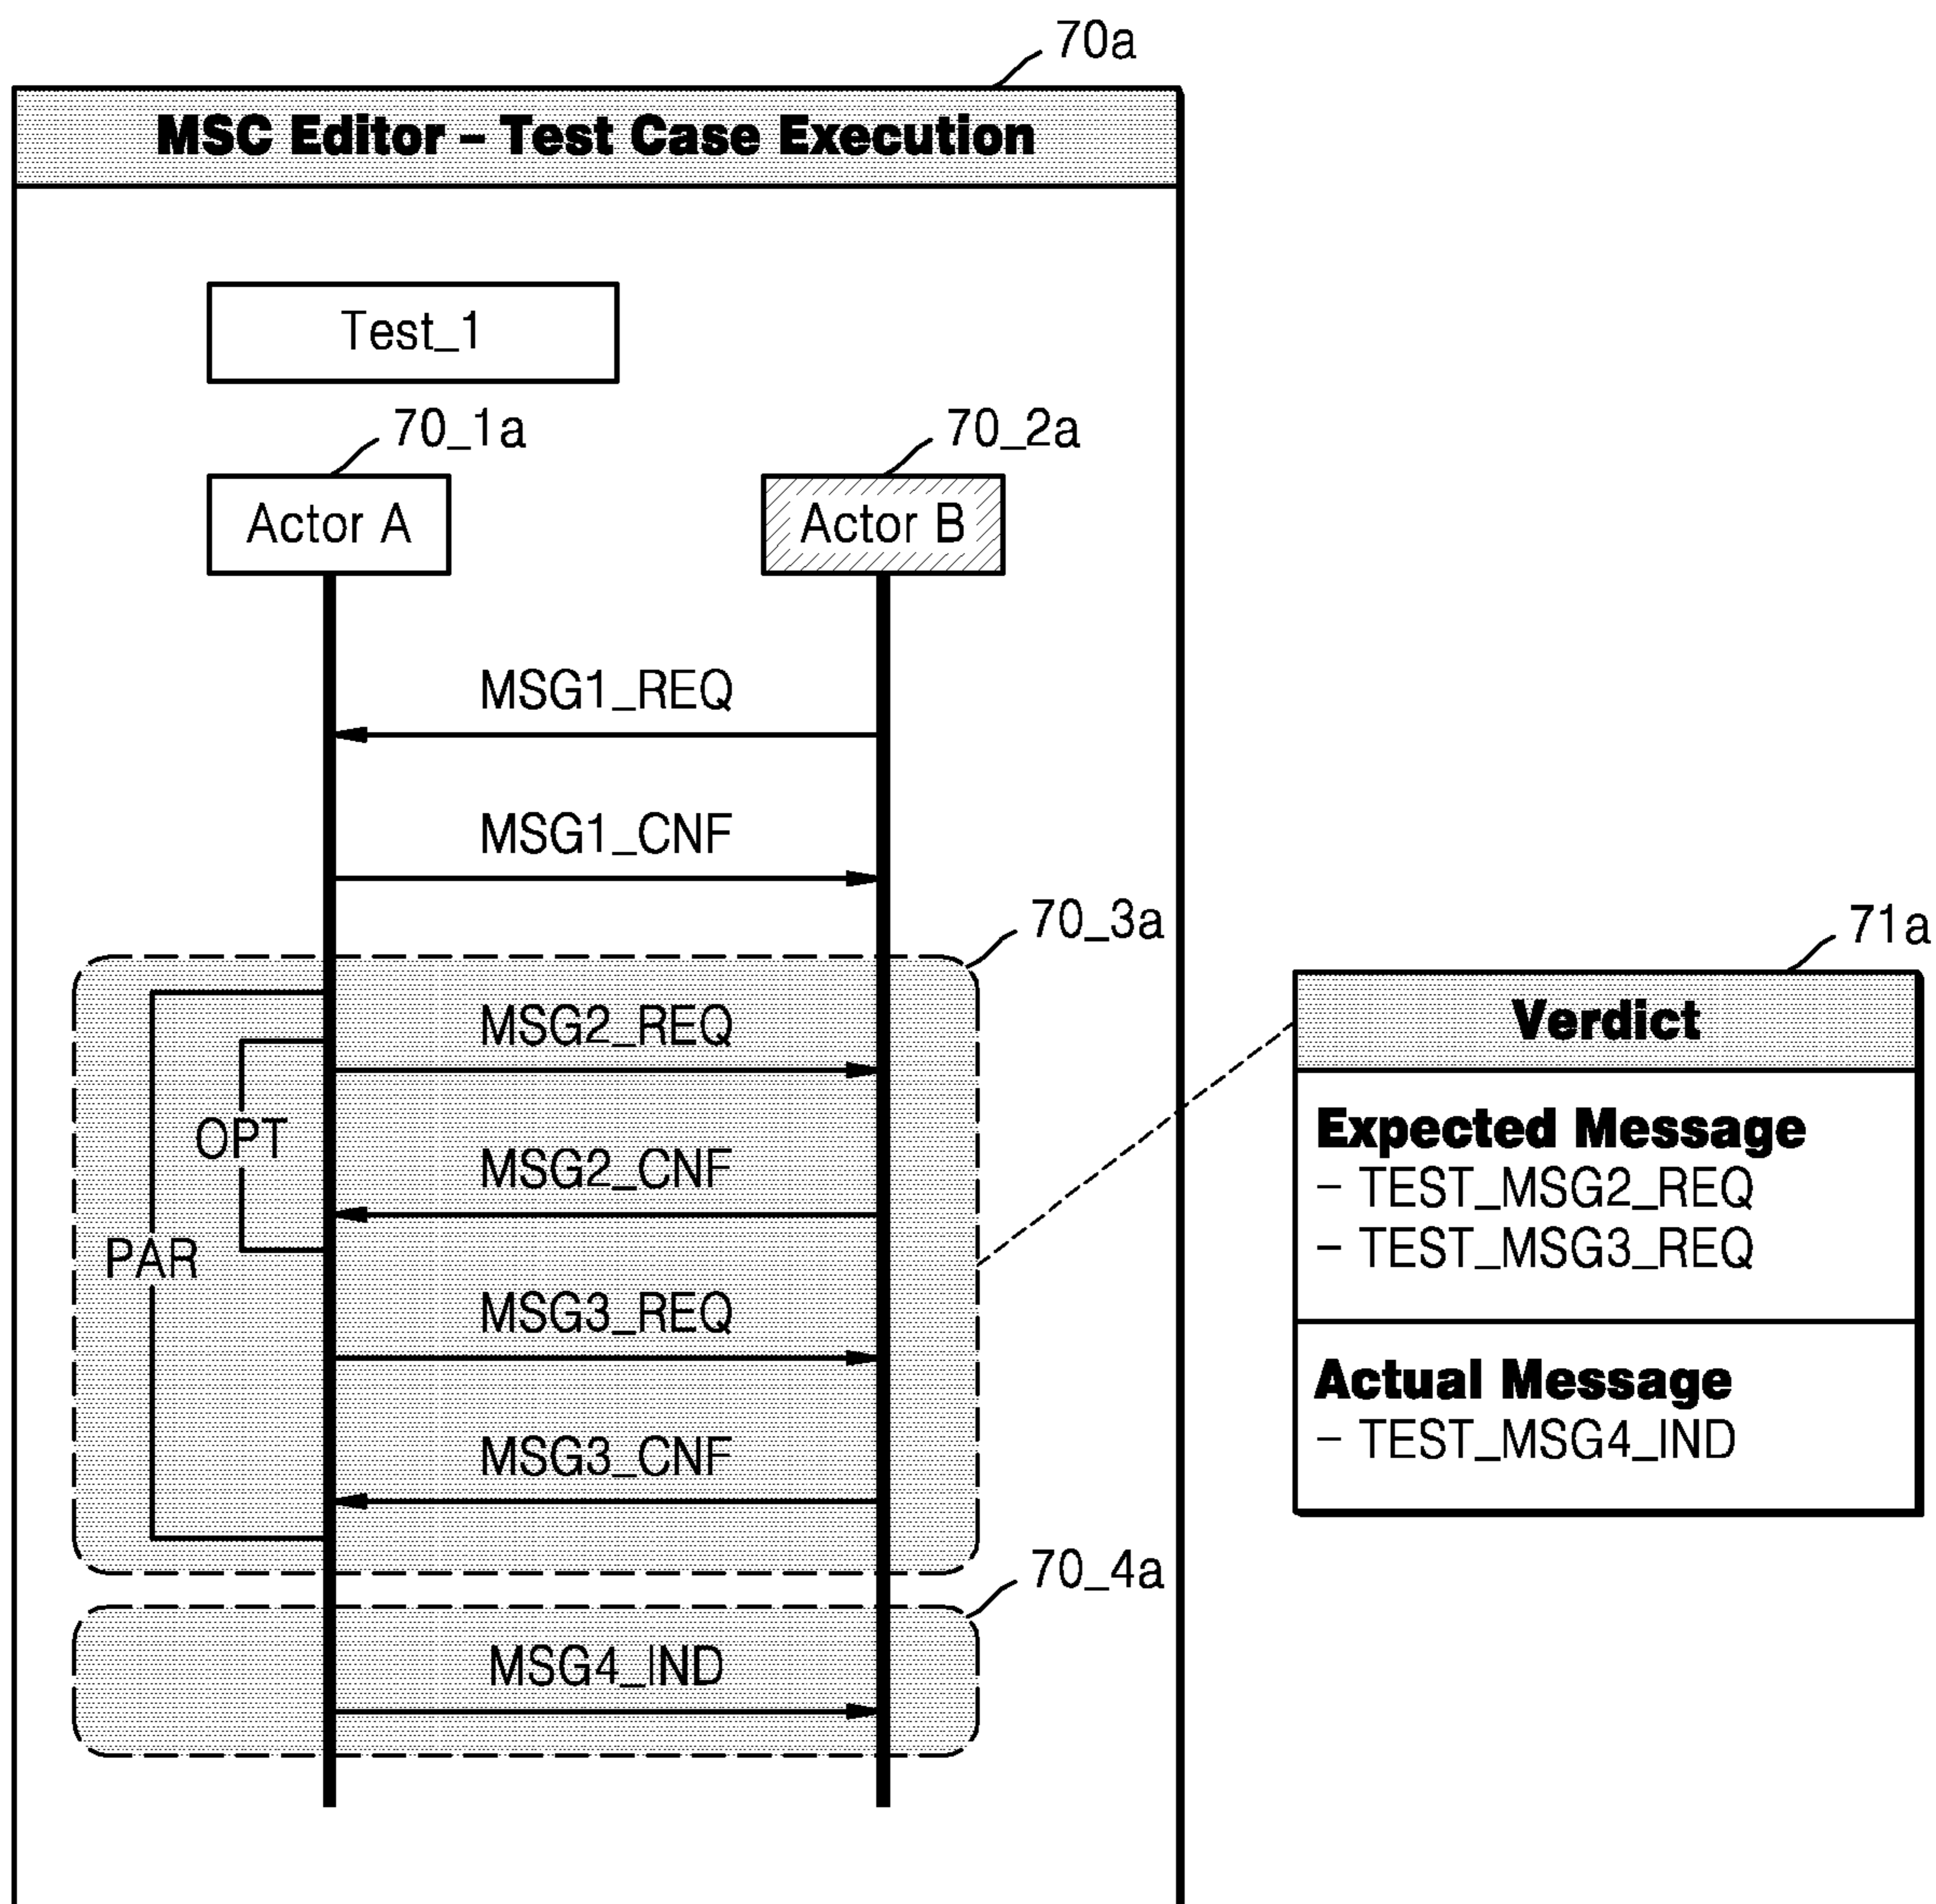 70a
MSC Editor – Test Case Execution
Test_1
70_1a
70_2a
Actor A
Actor B
MSG1_REQ
MSG1_CNF
70_3a
71a
MSG2_REQ
OPT
MSG2_CNF
PAR
MSG3_REQ
MSG3_CNF
70_4a
MSG4_IND
Verdict
Expected Message
– TEST_MSG2_REQ
– TEST_MSG3_REQ
Actual Message
– TEST_MSG4_IND